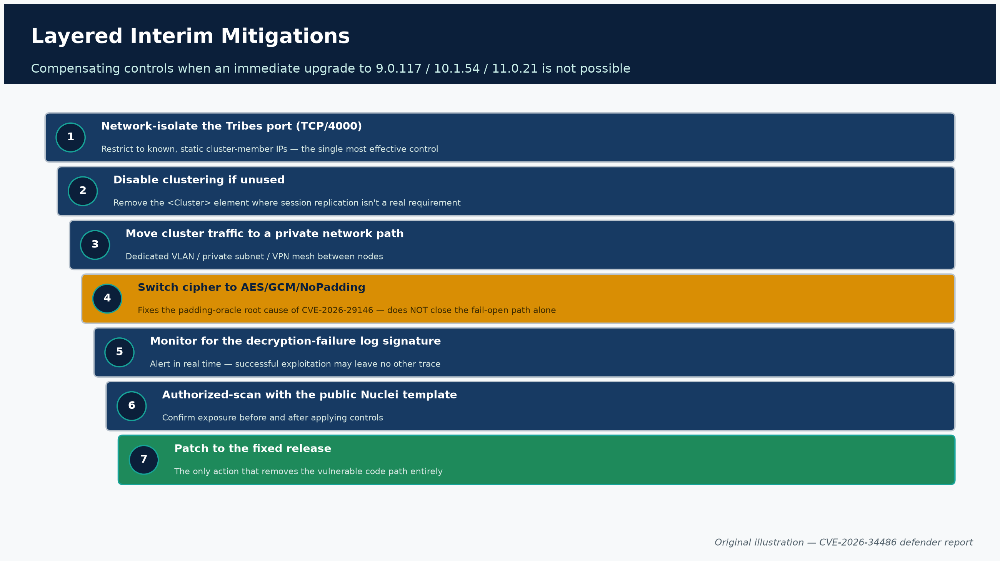 Layered Interim Mitigations
Compensating controls when an immediate upgrade to 9.0.117 / 10.1.54 / 11.0.21 is not possible
1
Network-isolate the Tribes port (TCP/4000)
Restrict to known, static cluster-member IPs — the single most effective control
2
Disable clustering if unused
Remove the <Cluster> element where session replication isn't a real requirement
3
Move cluster traffic to a private network path
Dedicated VLAN / private subnet / VPN mesh between nodes
4
Switch cipher to AES/GCM/NoPadding
Fixes the padding-oracle root cause of CVE-2026-29146 — does NOT close the fail-open path alone
5
Monitor for the decryption-failure log signature
Alert in real time — successful exploitation may leave no other trace
6
Authorized-scan with the public Nuclei template
Confirm exposure before and after applying controls
7
Patch to the fixed release
The only action that removes the vulnerable code path entirely
Original illustration — CVE-2026-34486 defender report